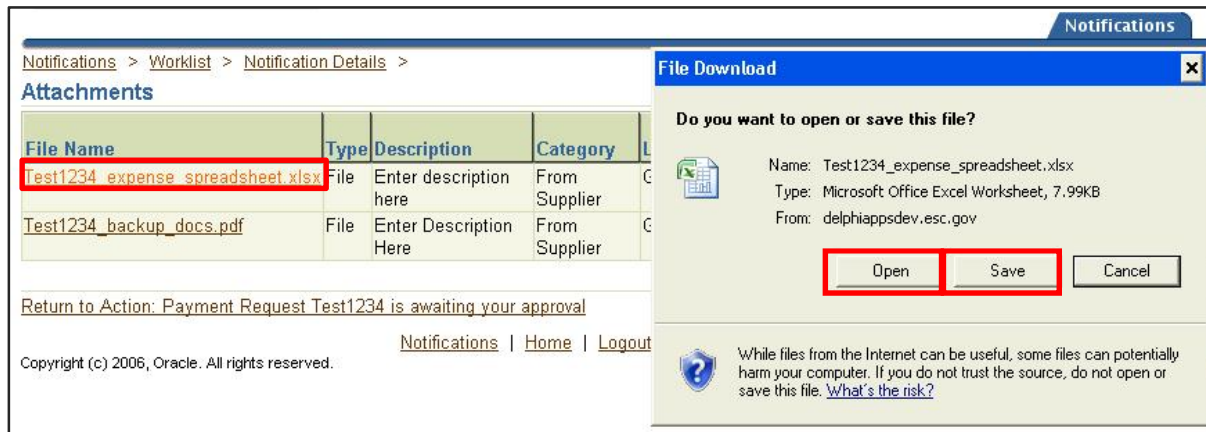 Notifications
Notifications > Worklist > Notification Details >
Attachments
File Name Type Description Category L
Test1234_expense_spreadsheet.xlsx File Enter description here From Supplier G
Test1234_backup_docs.pdf File Enter Description Here From Supplier G
Return to Action: Payment Request Test1234 is awaiting your approval
Notifications | Home | Logout
Copyright (c) 2006, Oracle. All rights reserved.
File Download
Do you want to open or save this file?
Name: Test1234_expense_spreadsheet.xlsx
Type: Microsoft Office Excel Worksheet, 7.99KB
From: delphiappsdev.esc.gov
Open Save Cancel
While files from the Internet can be useful, some files can potentially
harm your computer. If you do not trust the source, do not open or
save this file. What's the risk?